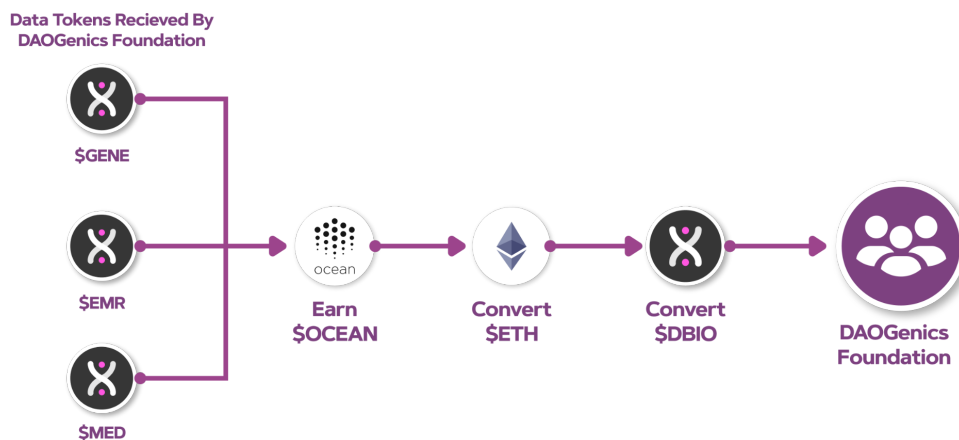 Data Tokens Recieved By
DAOGenics Foundation
$GENE
$EMR
$MED
ocean
Earn
$OCEAN
Convert
$ETH
Convert
$DBIO
DAOGenics
Foundation